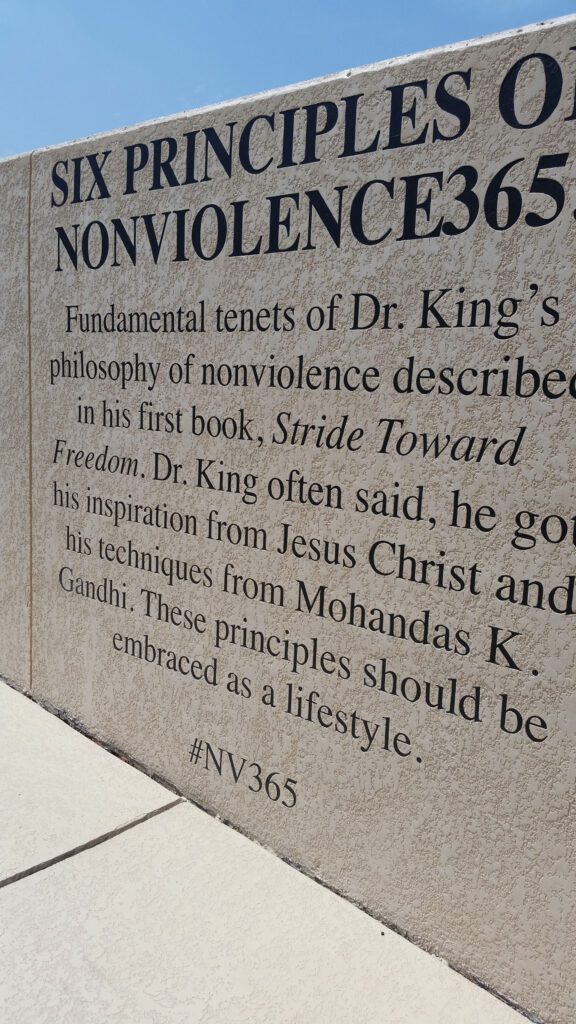 SIX PRINCIPLES O
NONVIOLENCE365
Fundamental tenets of Dr. King's
philosophy of nonviolence describe
in his first book, Stride Toward
Freedom. Dr. King often said, he got
his inspiration from Jesus Christ and
his techniques from Mohandas K.
Gandhi. These principles should be
embraced as a lifestyle.
#NV365